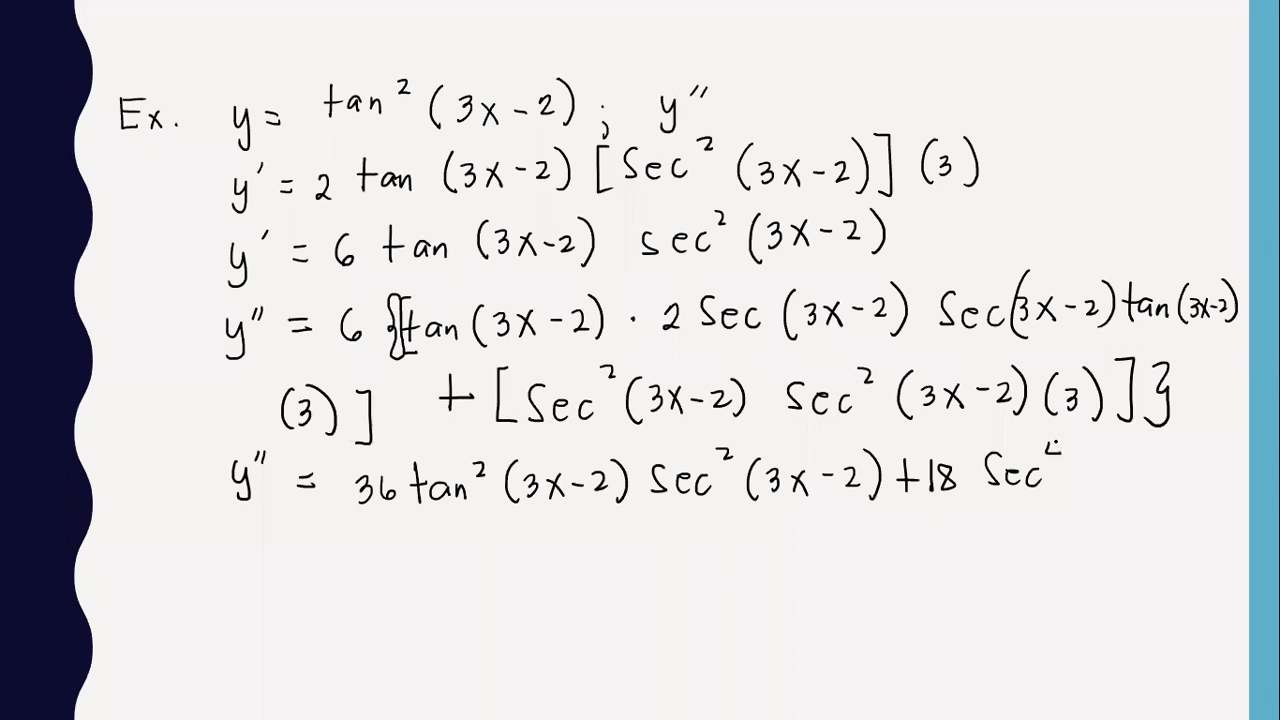 Ex. y = tan² (3x-2) ; y"
y' = 2 tan (3x-2) [Sec² (3x-2)] (3)
y' = 6 tan (3x-2) sec² (3x-2)
y" = 6 {[tan (3x-2) · 2 Sec (3x-2) Sec(3x-2) tan (3x-2)
(3) ] + [Sec² (3x-2) sec² (3x-2) (3) ] }
y" = 36 tan² (3x-2) sec² (3x-2) + 18 Sec